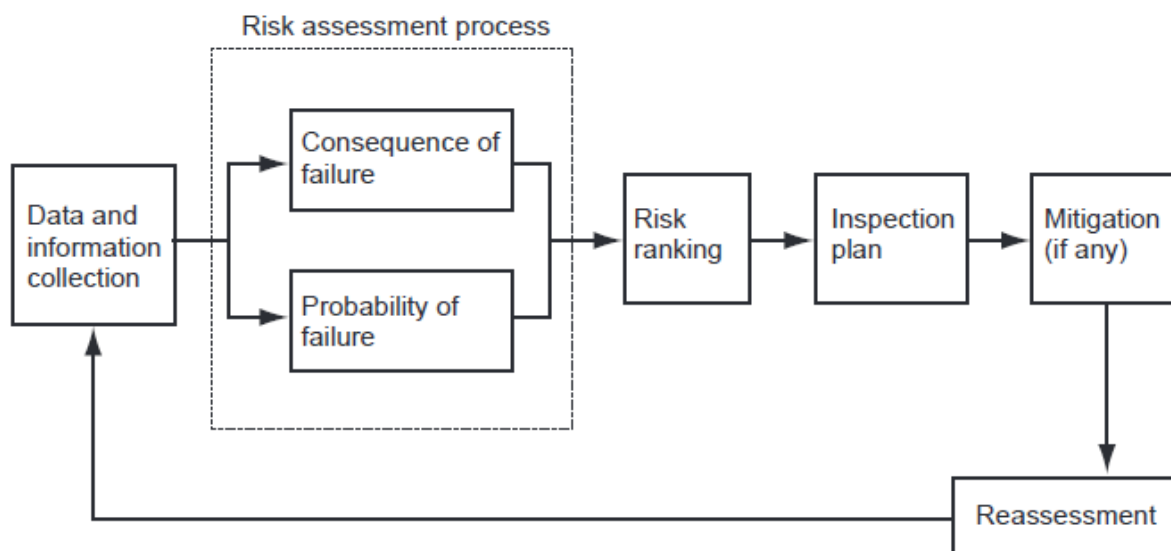 Risk assessment process
Consequence of
failure
Data and
information
collection
Probability of
failure
Risk
ranking
Inspection
plan
Mitigation
(if any)
Reassessment